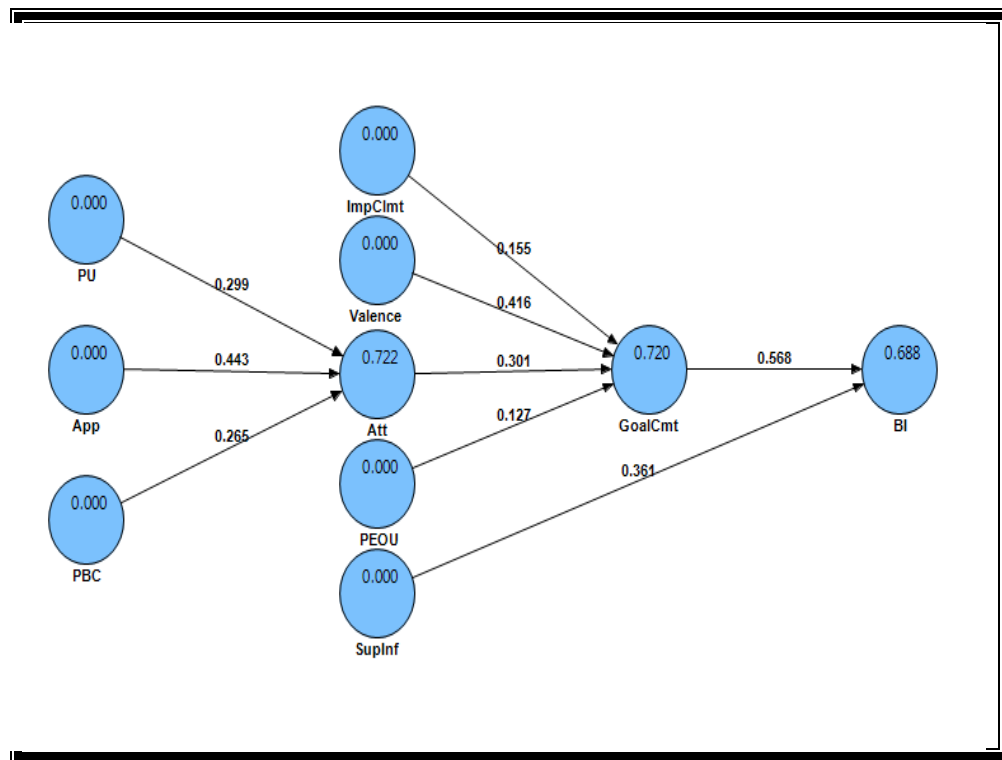 0.000
ImpClmt
0.000
PU
0.155
0.000
Valence
0.299
0.416
0.000
App
0.443
0.722
Att
0.301
0.720
GoalCmt
0.568
0.688
BI
0.265
0.127
0.000
PEOU
0.361
0.000
PBC
0.000
SupInf